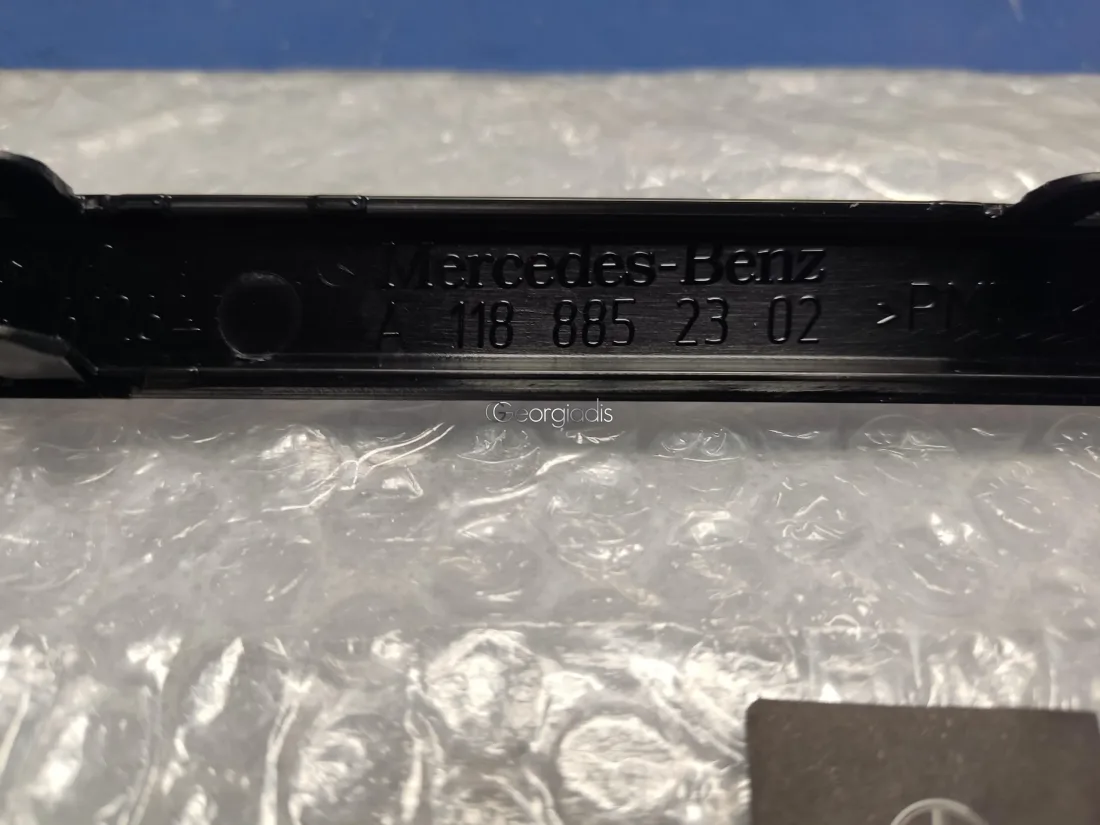 Mercedes-Benz
A 118 885 23 02
Georgiadis